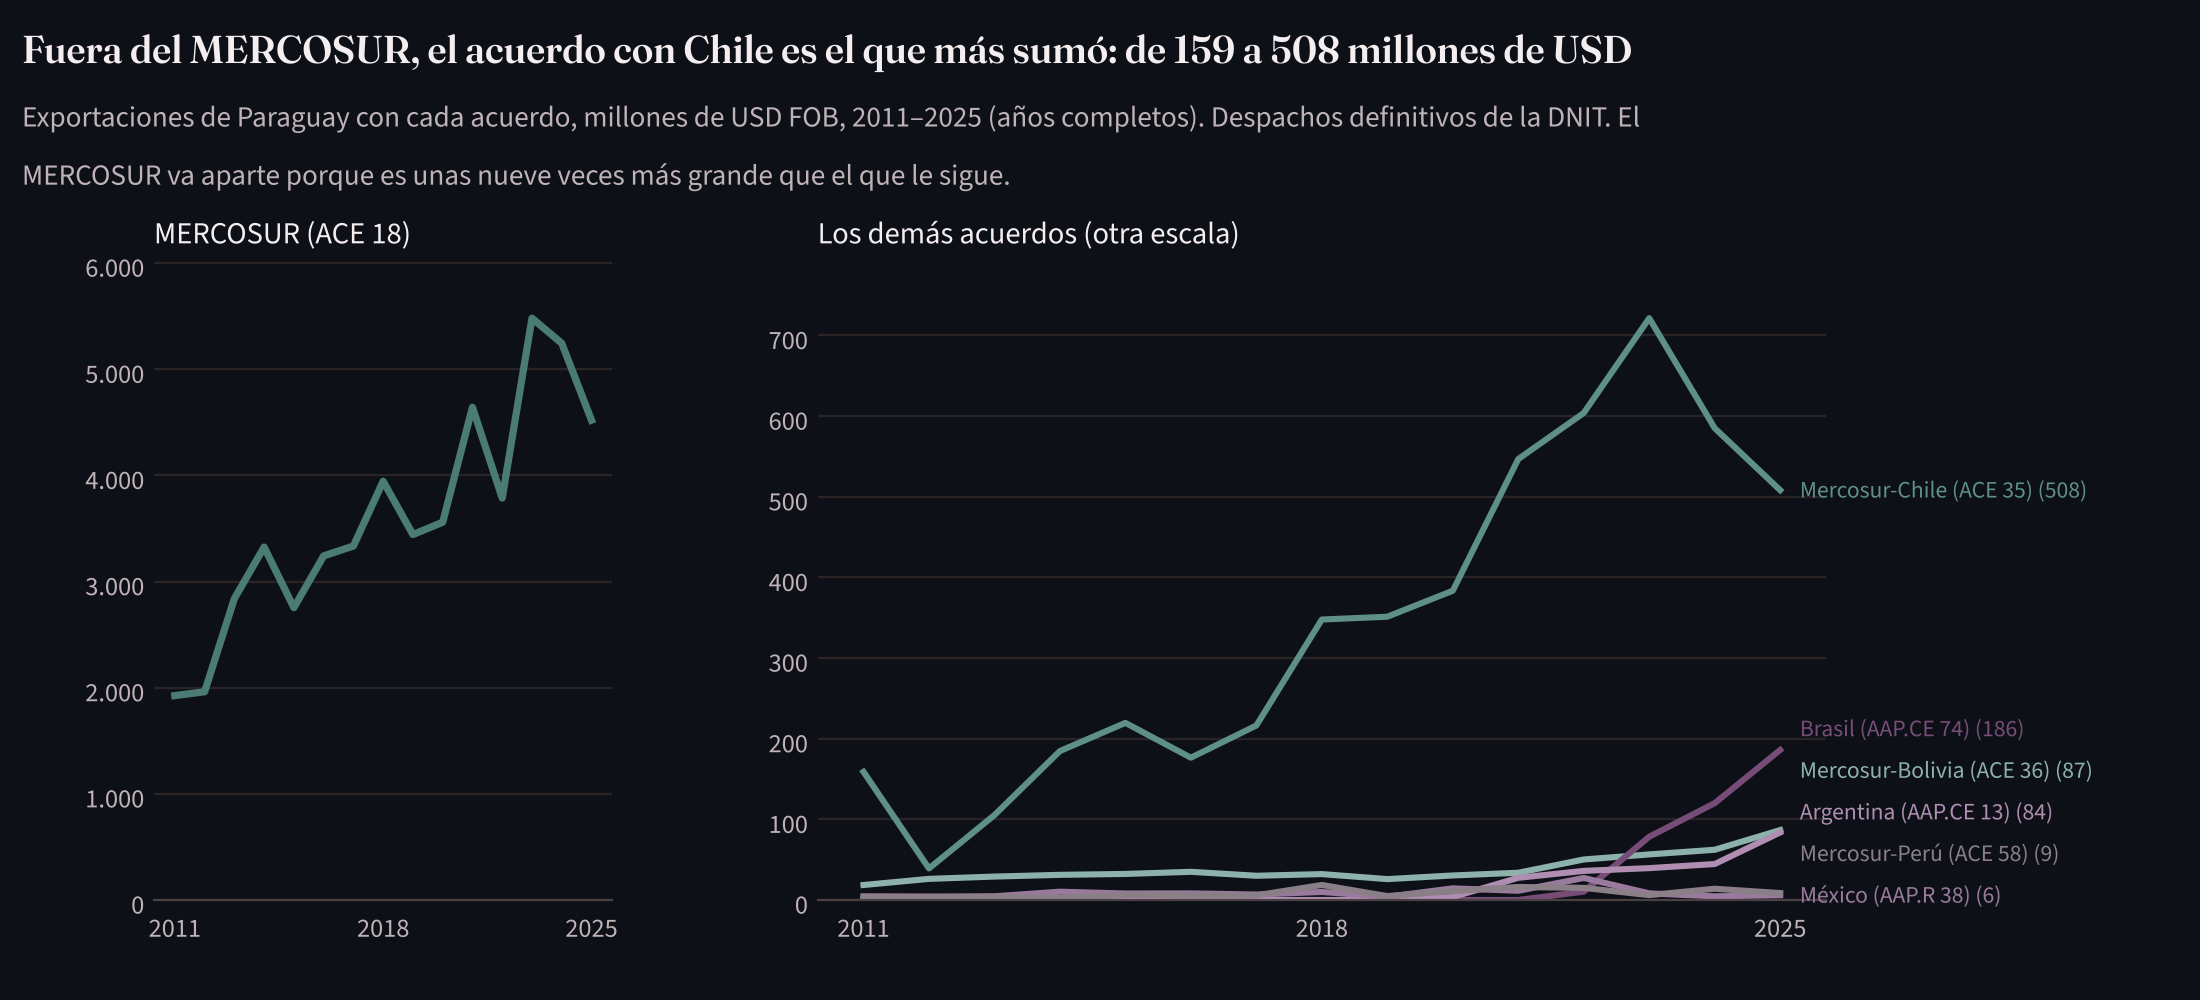 Fuera del MERCOSUR, el acuerdo con Chile es el que más sumó: de 159 a 508 millones de USD
Exportaciones de Paraguay con cada acuerdo, millones de USD FOB, 2011–2025 (años completos). Despachos definitivos de la DNIT. El
MERCOSUR va aparte porque es unas nueve veces más grande que el que le sigue.
MERCOSUR (ACE 18)
6.000
5.000
4.000
3.000
2.000
1.000
0
2011
2018
2025
Los demás acuerdos (otra escala)
700
600
500
400
300
200
100
0
2011
2018
2025
Mercosur-Chile (ACE 35) (508)
Brasil (AAP.CE 74) (186)
Mercosur-Bolivia (ACE 36) (87)
Argentina (AAP.CE 13) (84)
Mercosur-Perú (ACE 58) (9)
México (AAP.R 38) (6)